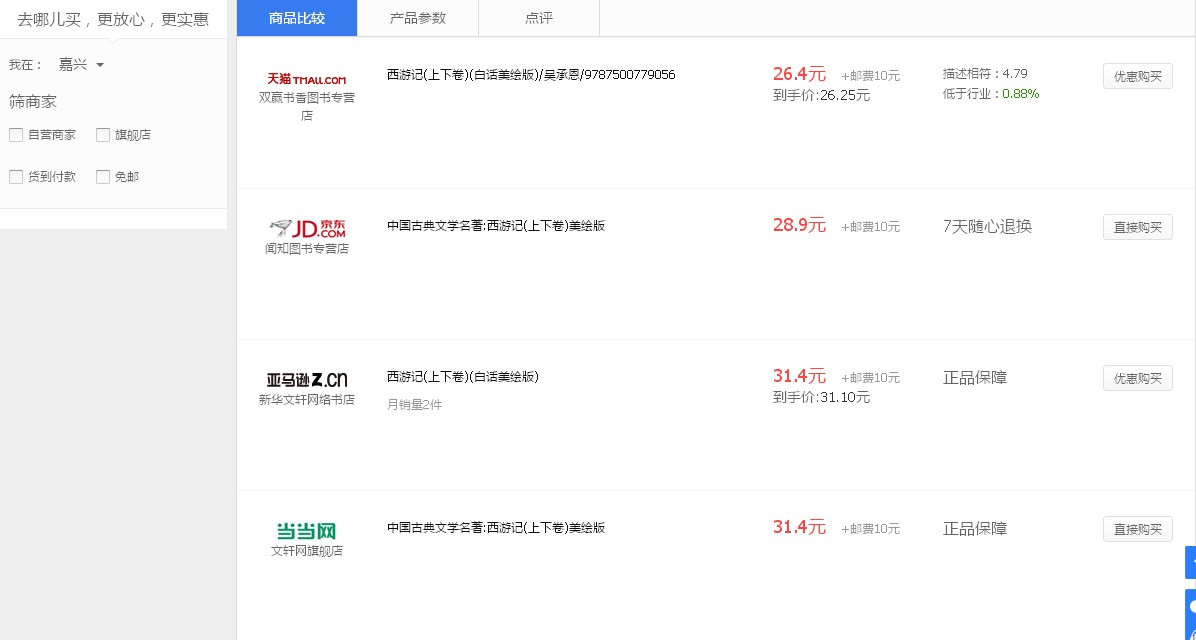 去哪儿买，更放心，更实惠
我在： 嘉兴
筛商家
自营商家 旗舰店
货到付款 免邮
商品比较 产品参数 点评
天猫 TMALL.COM
双赢书香图书专营
店
西游记(上下卷)(白话美绘版)/吴承恩/9787500779056
26.4元 +邮费10元
到手价:26.25元
描述相符：4.79
低于行业：0.88%
优惠购买
JD 京东
.COM
闻知图书专营店
中国古典文学名著:西游记(上下卷)美绘版
28.9元 +邮费10元
7天随心退换
直接购买
亚马逊Z.cn
新华文轩网络书店
西游记(上下卷)(白话美绘版)
月销量2件
31.4元 +邮费10元
到手价:31.10元
正品保障
优惠购买
当当网
文轩网旗舰店
中国古典文学名著:西游记(上下卷)美绘版
31.4元 +邮费10元
正品保障
直接购买